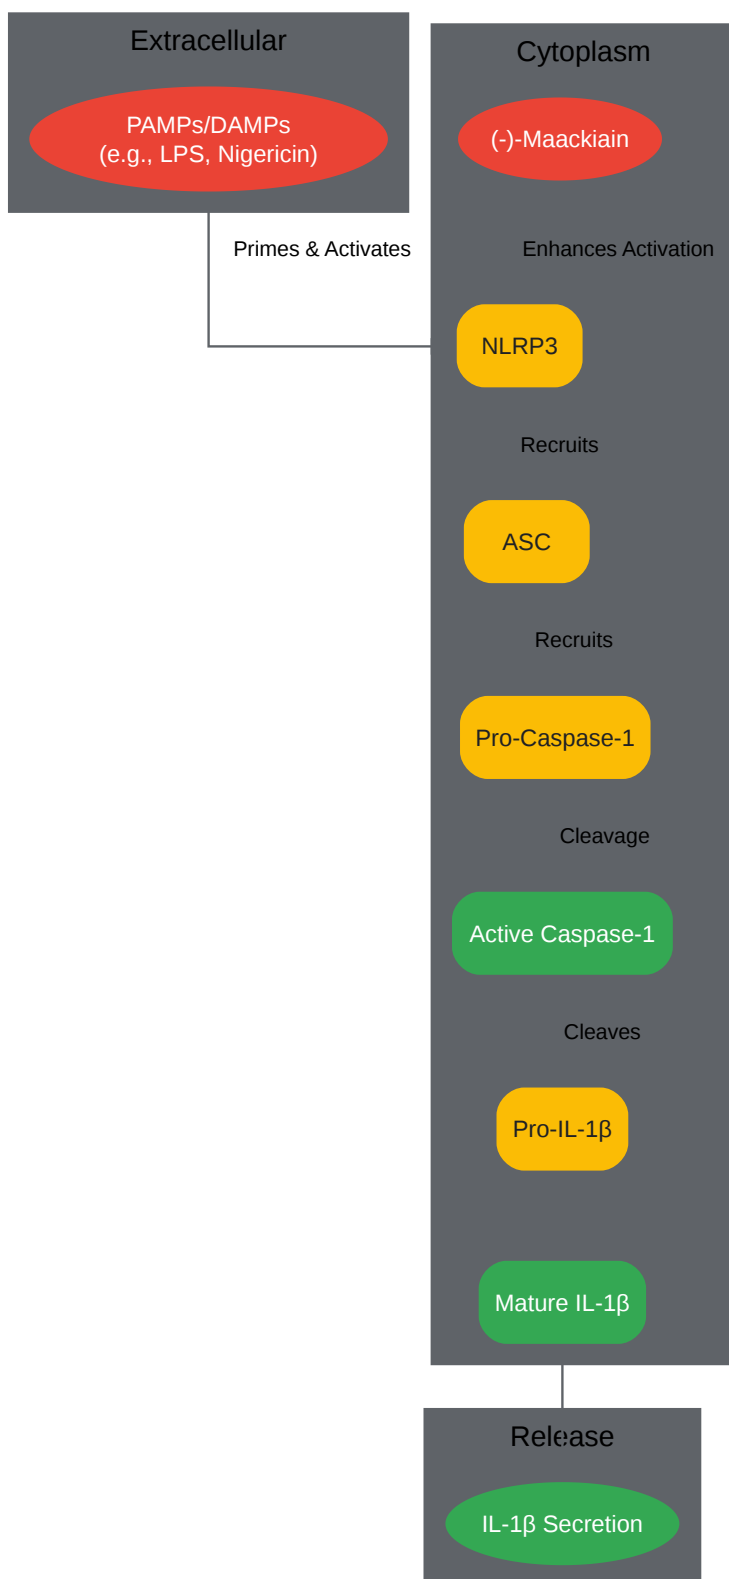 Extracellular
PAMPs/DAMPs
(e.g., LPS, Nigericin)
Primes & Activates
Cytoplasm
(-)-Maackiain
Enhances Activation
NLRP3
Recruits
ASC
Recruits
Pro-Caspase-1
Cleavage
Active Caspase-1
Cleaves
Pro-IL-1β
Mature IL-1β
Release
IL-1β Secretion